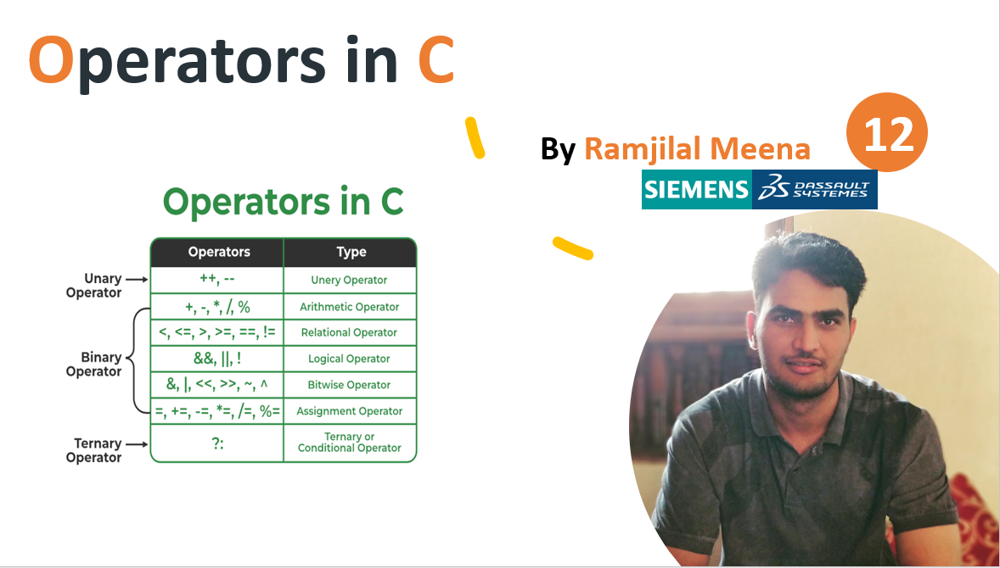 Operators in C
By Ramjilal Meena
12
SIEMENS
DASSAULT
SYSTEMES
Operators in C
Operators Type
Unary
Operator
++, -- Unery Operator
+, -, *, /, % Arithmetic Operator
<, <=, >, >=, ==, != Relational Operator
Binary
Operator
&&, ||, ! Logical Operator
&, |, <<, >>, ~, ^ Bitwise Operator
=, +=, -=, *=, /=, %= Assignment Operator
Ternary
Operator
?: Ternary or
Conditional Operator